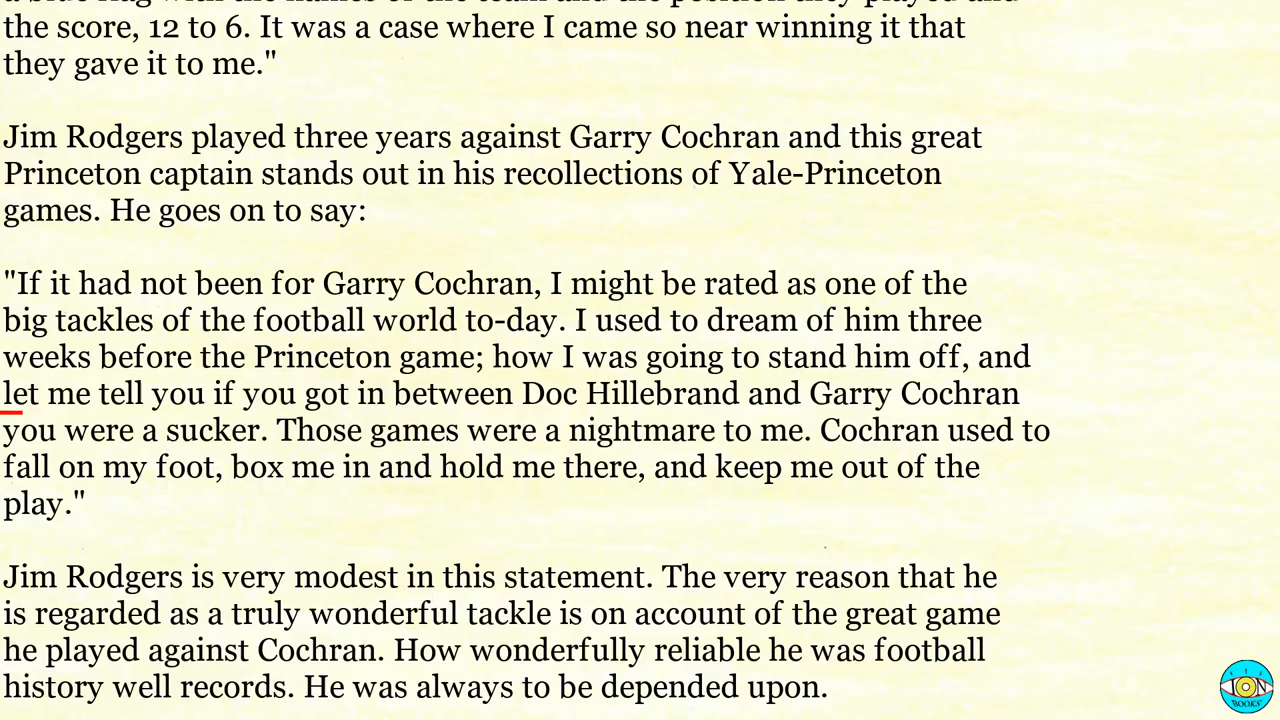 the score, 12 to 6. It was a case where I came so near winning it that
they gave it to me."
Jim Rodgers played three years against Garry Cochran and this great
Princeton captain stands out in his recollections of Yale-Princeton
games. He goes on to say:
"If it had not been for Garry Cochran, I might be rated as one of the
big tackles of the football world to-day. I used to dream of him three
weeks before the Princeton game; how I was going to stand him off, and
let me tell you if you got in between Doc Hillebrand and Garry Cochran
you were a sucker. Those games were a nightmare to me. Cochran used to
fall on my foot, box me in and hold me there, and keep me out of the
play."
Jim Rodgers is very modest in this statement. The very reason that he
is regarded as a truly wonderful tackle is on account of the great game
he played against Cochran. How wonderfully reliable he was football
history well records. He was always to be depended upon.
ION
BOOKS